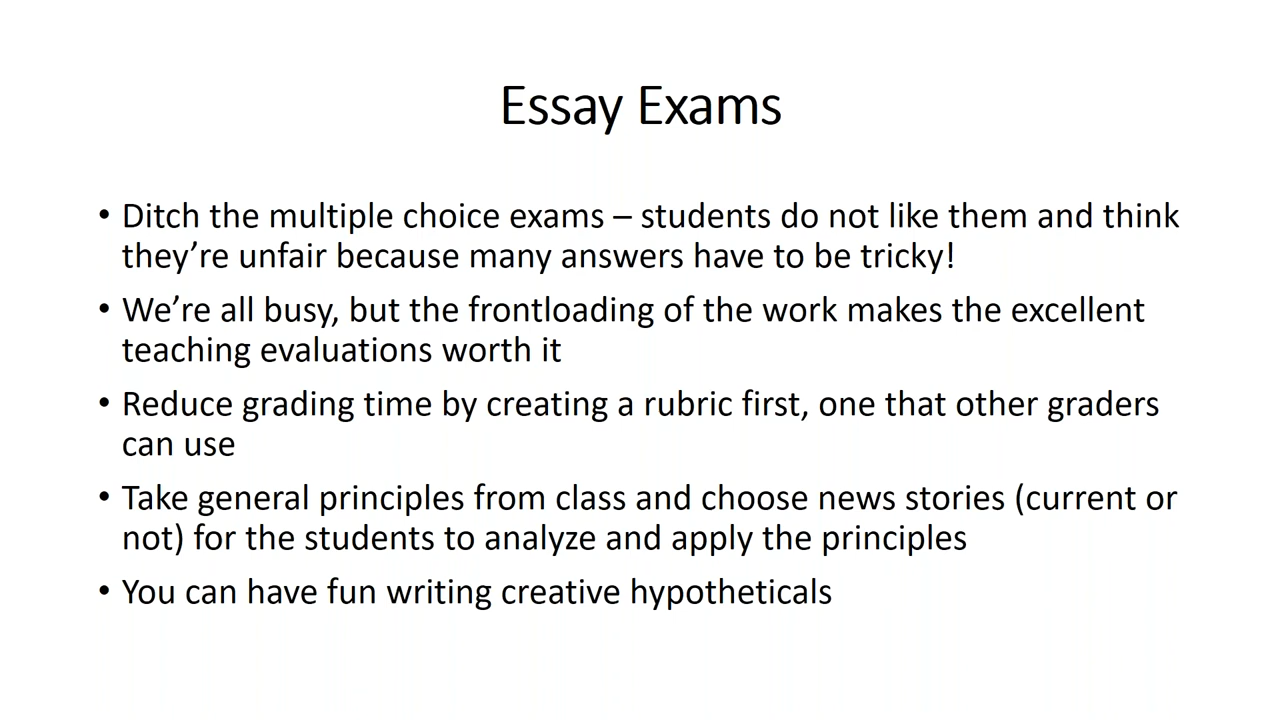 Essay Exams
• Ditch the multiple choice exams – students do not like them and think
they’re unfair because many answers have to be tricky!
• We’re all busy, but the frontloading of the work makes the excellent
teaching evaluations worth it
• Reduce grading time by creating a rubric first, one that other graders
can use
• Take general principles from class and choose news stories (current or
not) for the students to analyze and apply the principles
• You can have fun writing creative hypotheticals